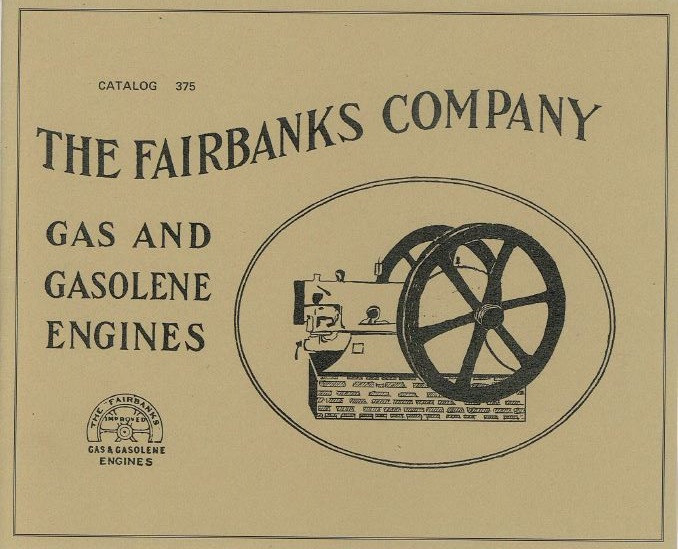 CATALOG 375
THE FAIRBANKS COMPANY
GAS AND
GASOLENE
ENGINES
THE FAIRBANKS
IMPROVED
GAS & GASOLENE
ENGINES